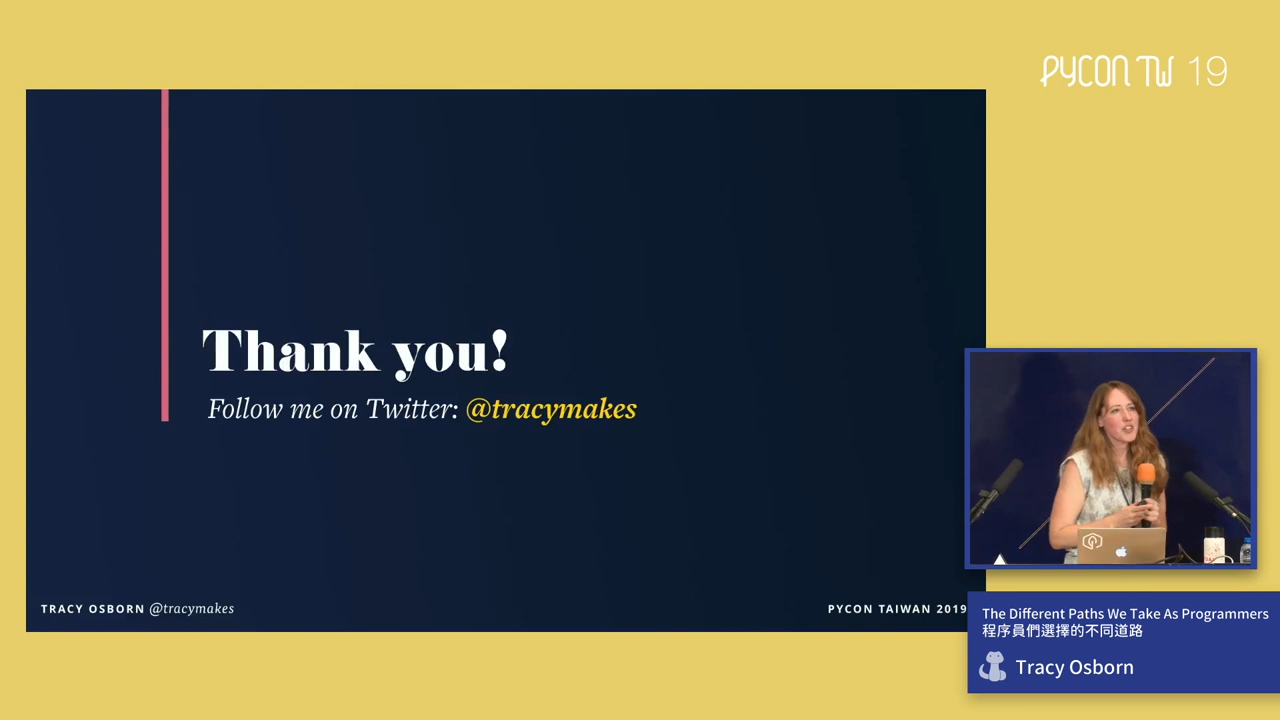 PYCON TW 19
Thank you!
Follow me on Twitter: @tracymakes
TRACY OSBORN @tracymakes
PYCON TAIWAN 2019
The Different Paths We Take As Programmers
程序員們選擇的不同道路
Tracy Osborn